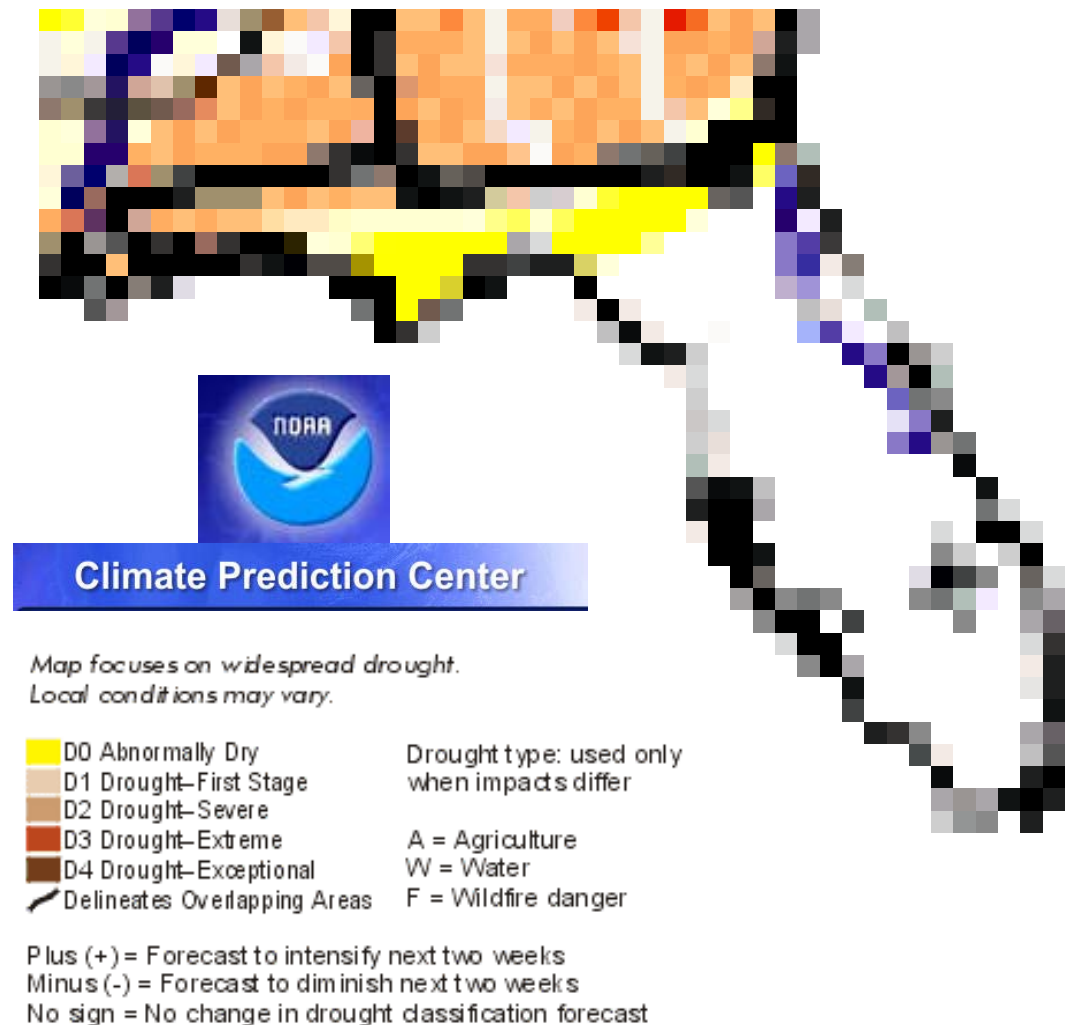 NOAA
Climate Prediction Center
Map focuses on widespread drought.
Local conditions may vary.
D0 Abnormally Dry
D1 Drought–First Stage
D2 Drought–Severe
D3 Drought–Extreme
D4 Drought–Exceptional
Delineates Overlapping Areas
Drought type: used only
when impacts differ
A = Agriculture
W = Water
F = Wildfire danger
Plus (+) = Forecast to intensify next two weeks
Minus (-) = Forecast to diminish next two weeks
No sign = No change in drought classification forecast